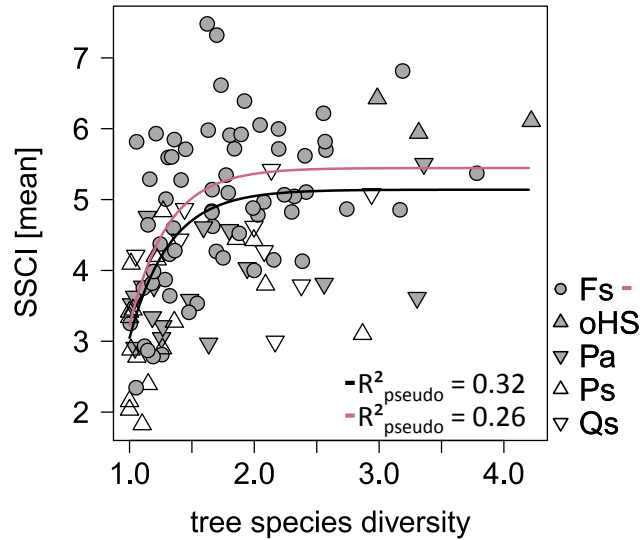 7
6
5
4
3
2
SSCI [mean]
1.0 2.0 3.0 4.0
tree species diversity
R²pseudo = 0.32
R²pseudo = 0.26
Fs
oHS
Pa
Ps
Qs